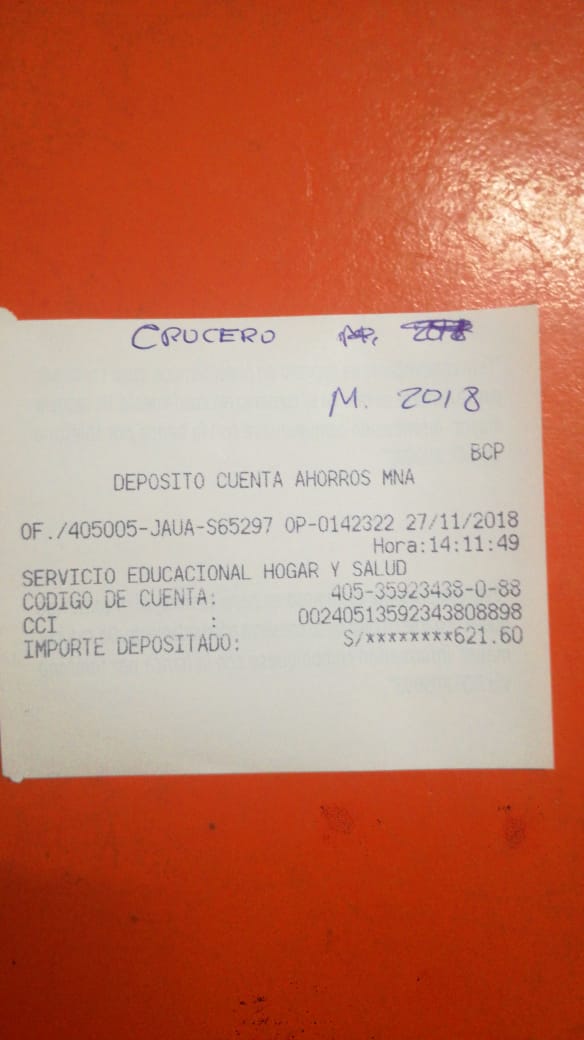 CRUCERO
M. 2018
BCP
DEPOSITO CUENTA AHORROS MNA
OF./405005-JAUA-S65297 OP-0142322 27/11/2018
Hora:14:11:49
SERVICIO EDUCACIONAL HOGAR Y SALUD
CODIGO DE CUENTA: 405-35923438-0-88
CCI : 00240513592343808898
IMPORTE DEPOSITADO: S/********621.60